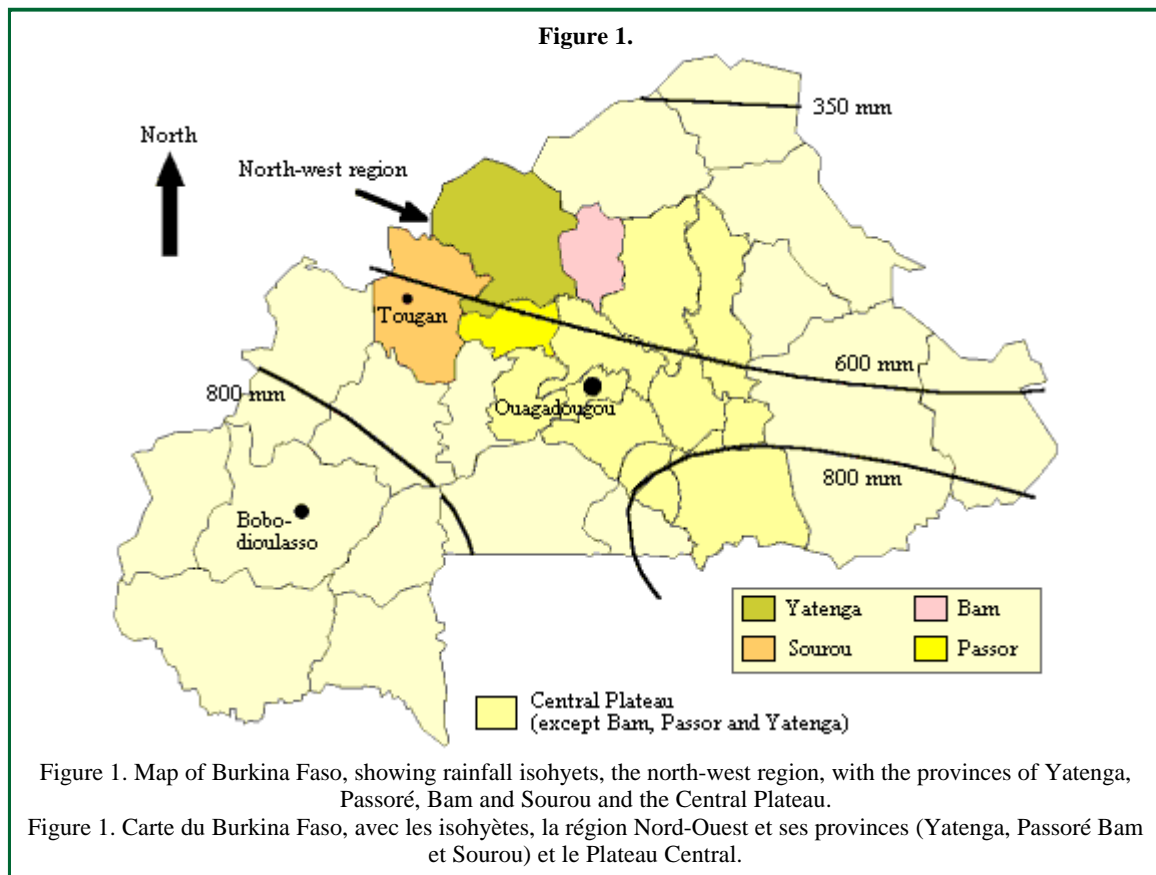 Figure 1.
350 mm
North
North-west
region
Tougan
600 mm
800 mm
Ouagadougou
800 mm
Bobo-
dioulasso
Yatenga
Bam
Sourou
Passor
Central Plateau
(except Bam, Passor and Yatenga)
Figure 1. Map of Burkina Faso, showing rainfall isohyets, the north-west region, with the provinces of Yatenga,
Passoré, Bam and Sourou and the Central Plateau.
Figure 1. Carte du Burkina Faso, avec les isohyètes, la région Nord-Ouest et ses provinces (Yatenga, Passoré Bam
et Sourou) et le Plateau Central.